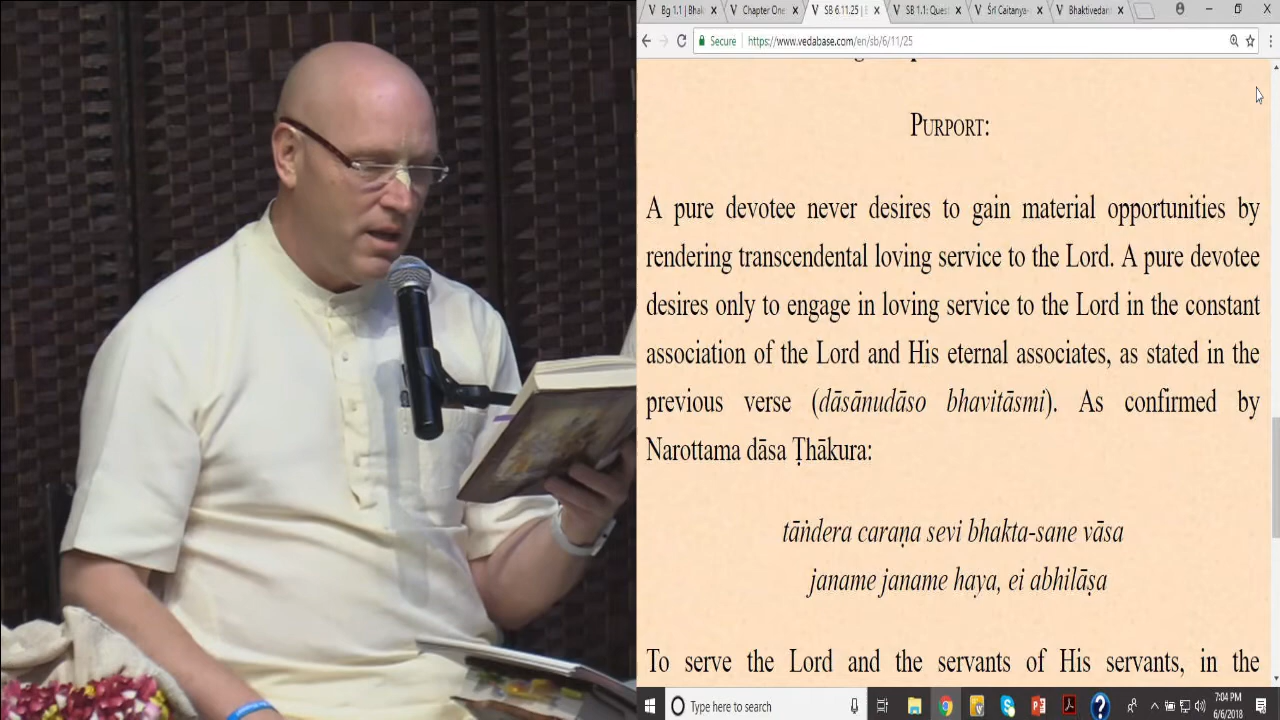 Bg 1.1 | Bhak
Chapter One
SB 6.11.25 | B
SB 1.1: Quest
Śrī Caitanya-
Bhaktivedant
Secure
https://www.vedabase.com/en/sb/6/11/25
PURPORT:
A pure devotee never desires to gain material opportunities by
rendering transcendental loving service to the Lord. A pure devotee
desires only to engage in loving service to the Lord in the constant
association of the Lord and His eternal associates, as stated in the
previous verse (dāsānudāso bhavitāsmi). As confirmed by
Narottama dāsa Ṭhākura:
tāṅdera caraṇa sevi bhakta-sane vāsa
janame janame haya, ei abhilāṣa
To serve the Lord and the servants of His servants, in the
Type here to search
7:04 PM
6/6/2018